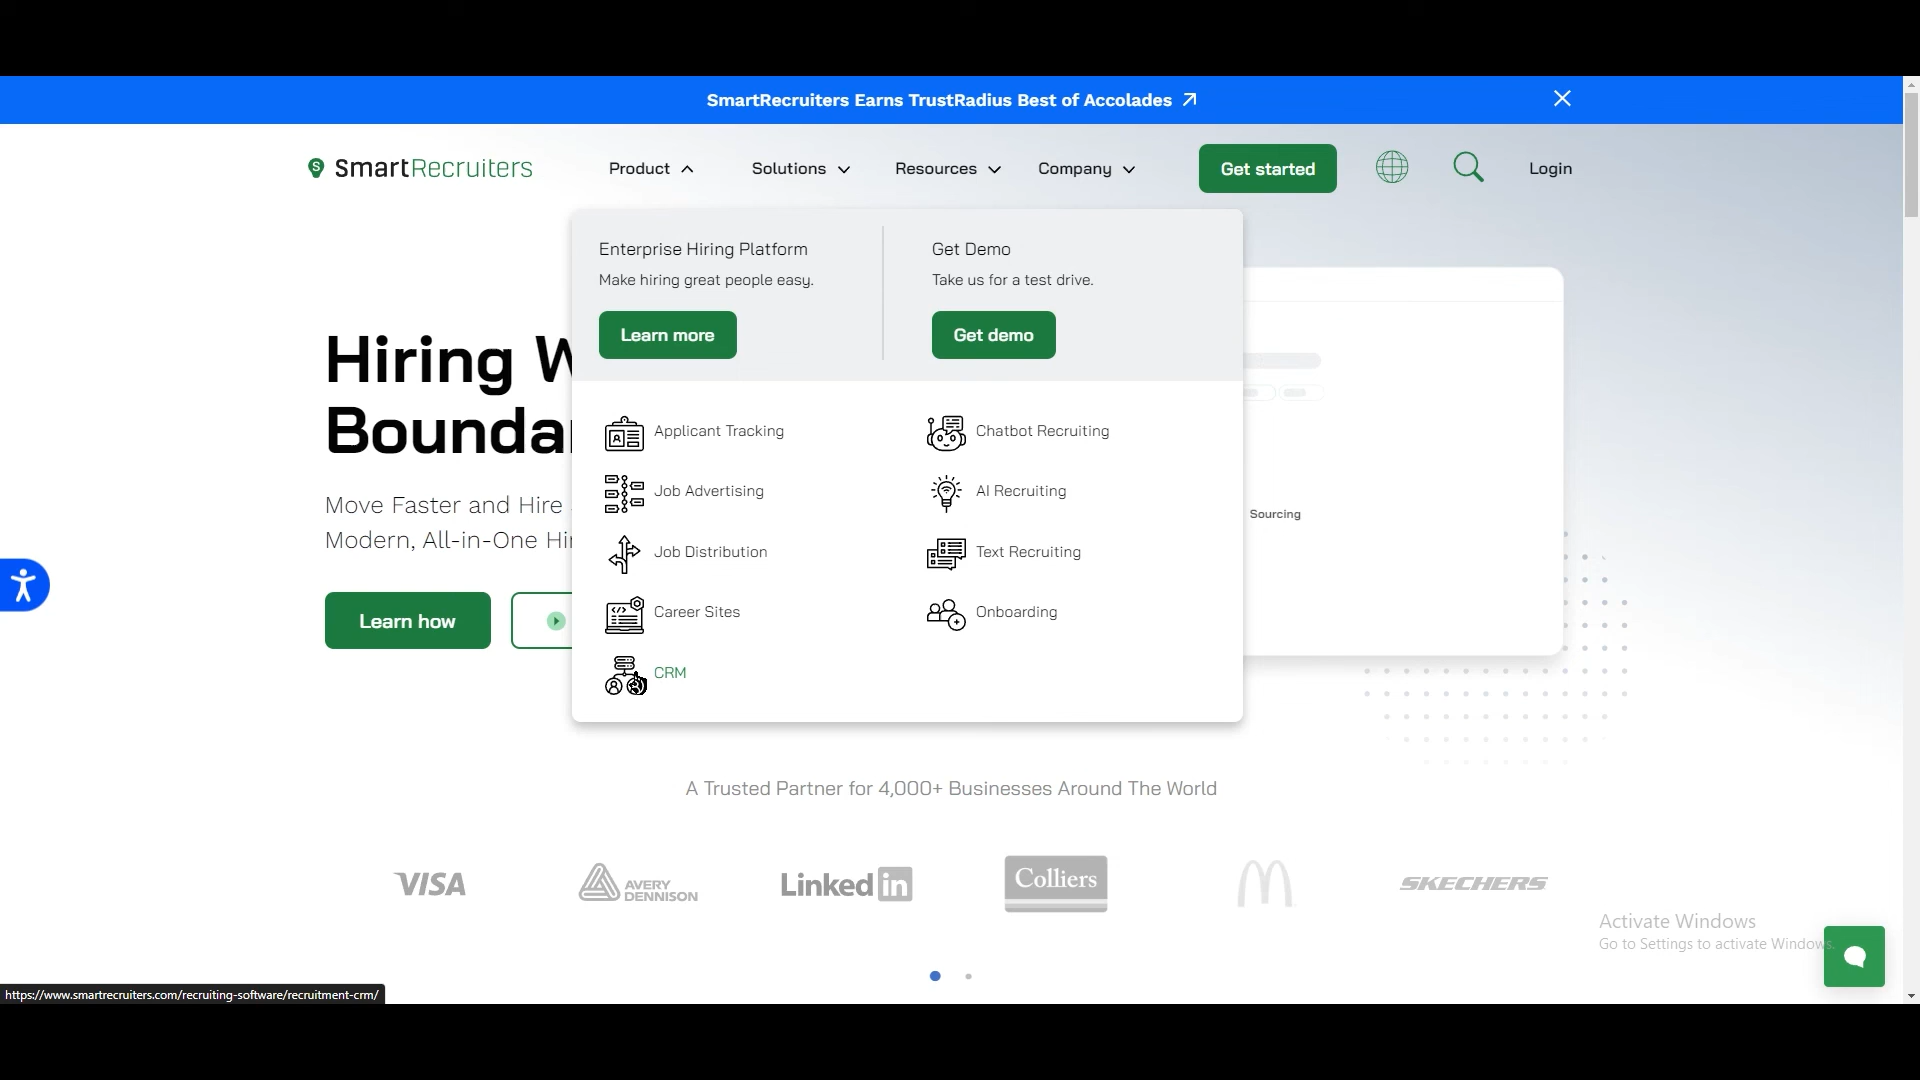 SmartRecruiters Earns TrustRadius Best of Accolades
SmartRecruiters
Product
Solutions
Resources
Company
Get started
Login
Enterprise Hiring Platform
Make hiring great people easy.
Learn more
Get Demo
Take us for a test drive.
Get demo
Applicant Tracking
Chatbot Recruiting
Job Advertising
AI Recruiting
Job Distribution
Text Recruiting
Career Sites
Onboarding
CRM
Hiring
Move Faster and Hire
Modern, All-in-One
Learn how
Sourcing
A Trusted Partner for 4,000+ Businesses Around The World
VISA
AVERY
DENNISON
Linked in
Colliers
SKECHERS
Activate Windows
Go to Settings to activate Windows.
https://www.smartrecruiters.com/recruiting-software/recruitment-crm/